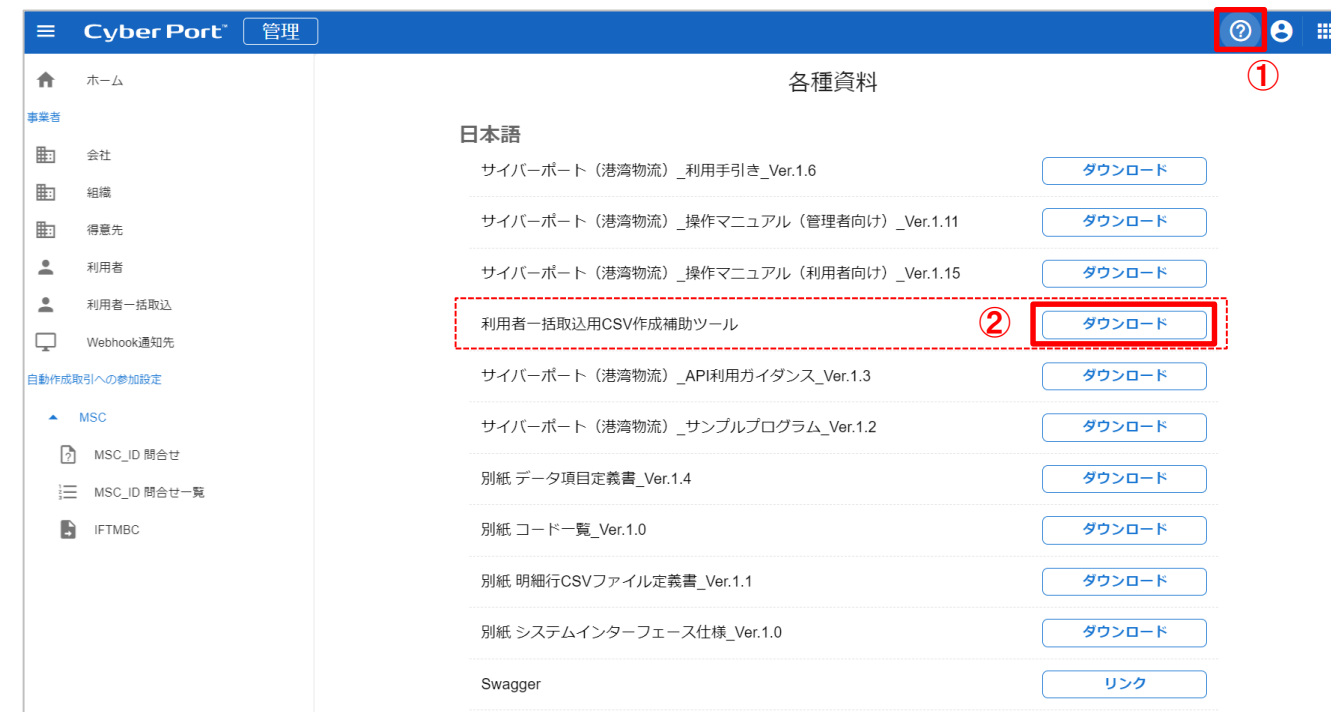 Cyber Port™ 管理
①
ホーム
事業者
会社
組織
得意先
利用者
利用者一括取込
Webhook通知先
自動作成取引への参加設定
MSC
MSC_ID 問合せ
MSC_ID 問合せ一覧
IFTMBC
各種資料
日本語
サイバーポート（港湾物流）_利用手引き_Ver.1.6 ダウンロード
サイバーポート（港湾物流）_操作マニュアル（管理者向け）_Ver.1.11 ダウンロード
サイバーポート（港湾物流）_操作マニュアル（利用者向け）_Ver.1.15 ダウンロード
利用者一括取込用CSV作成補助ツール ② ダウンロード
サイバーポート（港湾物流）_API利用ガイダンス_Ver.1.3 ダウンロード
サイバーポート（港湾物流）_サンプルプログラム_Ver.1.2 ダウンロード
別紙 データ項目定義書_Ver.1.4 ダウンロード
別紙 コード一覧_Ver.1.0 ダウンロード
別紙 明細行CSVファイル定義書_Ver.1.1 ダウンロード
別紙 システムインターフェース仕様_Ver.1.0 ダウンロード
Swagger リンク